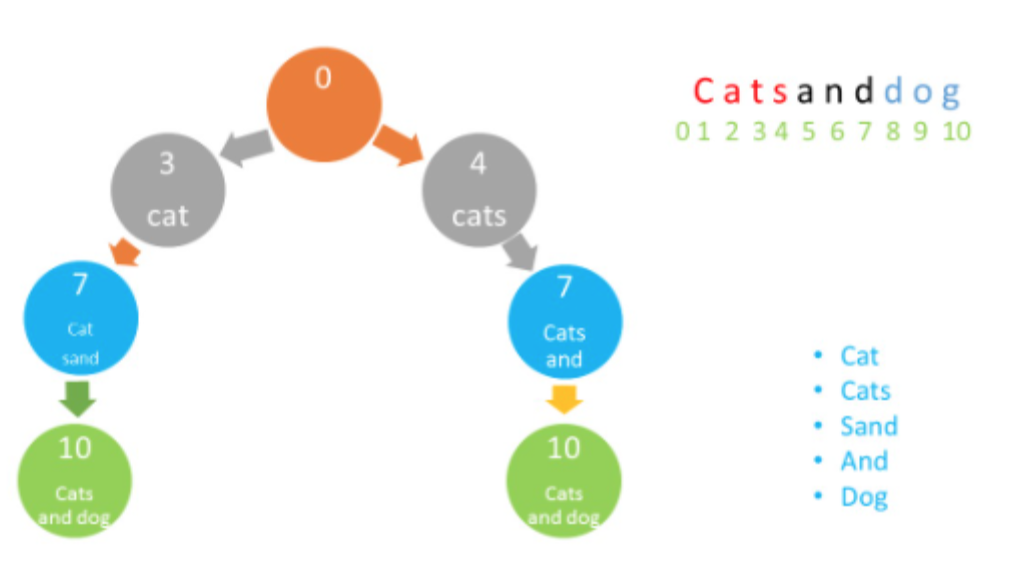 0
C a t s a n d d o g
0 1 2 3 4 5 6 7 8 9 10
3
cat
4
cats
7
Cat
sand
7
Cats
and
• Cat
• Cats
• Sand
• And
• Dog
10
Cats
and dog
10
Cats
and dog